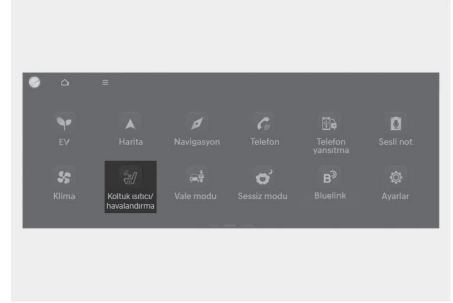 EV
Harita
Navigasyon
Telefon
Telefon
yansıtma
Sesli not
Klima
Koltuk ısıtıcı/
havalandırma
Vale modu
Sessiz modu
Bluelink
Ayarlar